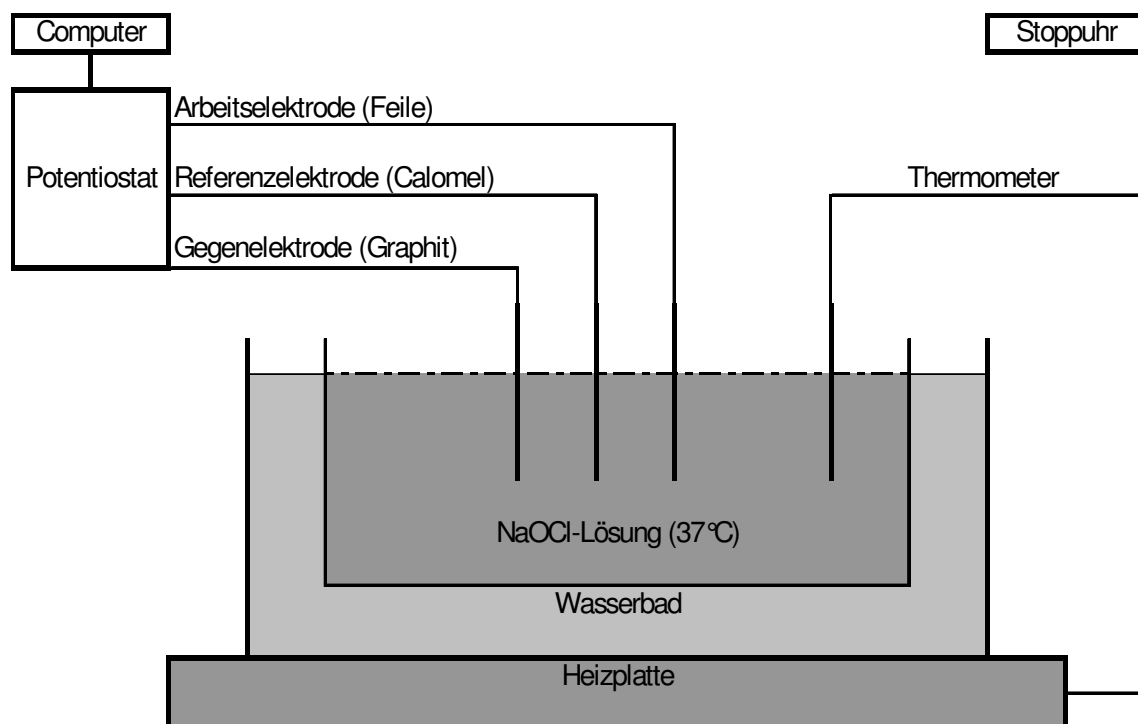 Computer
Stoppuhr
Arbeitselektrode (Feile)
Potentiostat
Referenzelektrode (Calomel)
Thermometer
Gegenelektrode (Graphit)
NaOCl-Lösung (37°C)
Wasserbad
Heizplatte